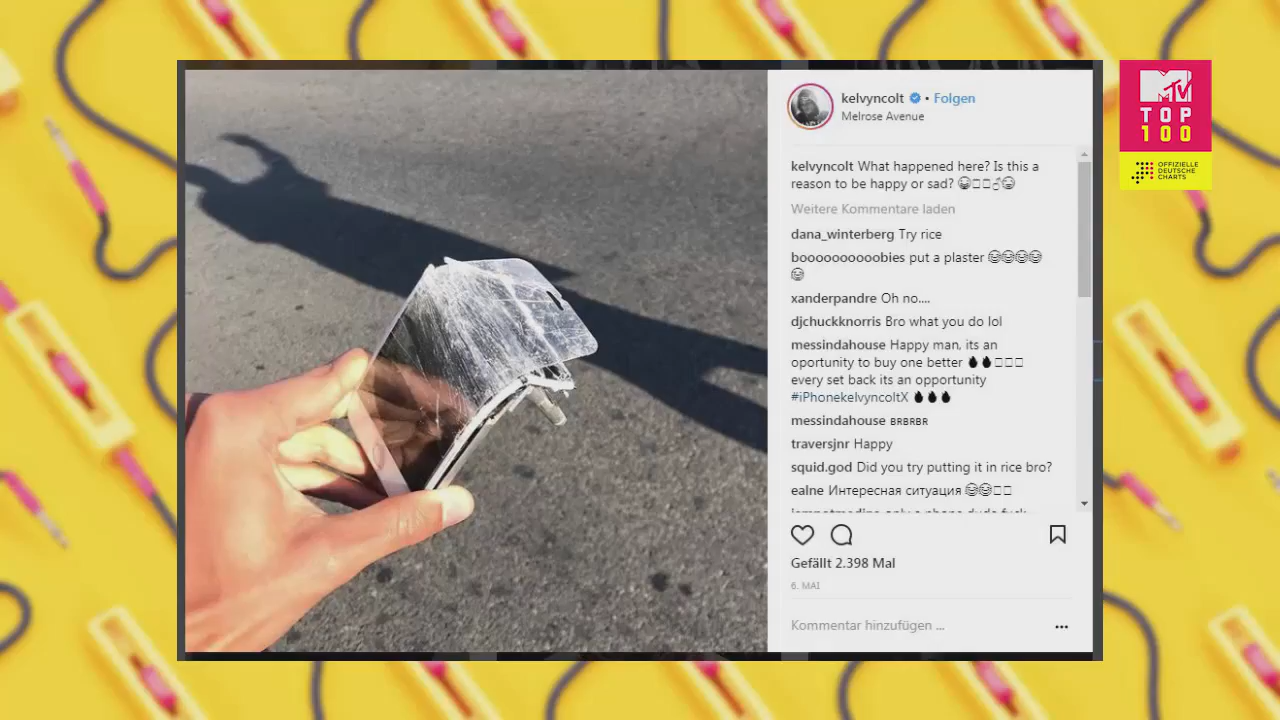 kelvyncolt • Folgen
Melrose Avenue
MTV
TOP
100
OFFIZIELLE
DEUTSCHE
CHARTS
kelvyncolt What happened here? Is this a
reason to be happy or sad?
Weitere Kommentare laden
dana_winterberg Try rice
boooooooooobies put a plaster
xanderpandre Oh no....
djchuckknorris Bro what you do lol
messindahouse Happy man, its an
oportunity to buy one better
every set back its an opportunity
#iPhonekelvyncoltX
messindahouse ʙʀʙʀʙʀ
traversjnr Happy
squid.god Did you try putting it in rice bro?
ealne Интересная ситуация
Gefällt 2.398 Mal
6. MAI
Kommentar hinzufügen ...